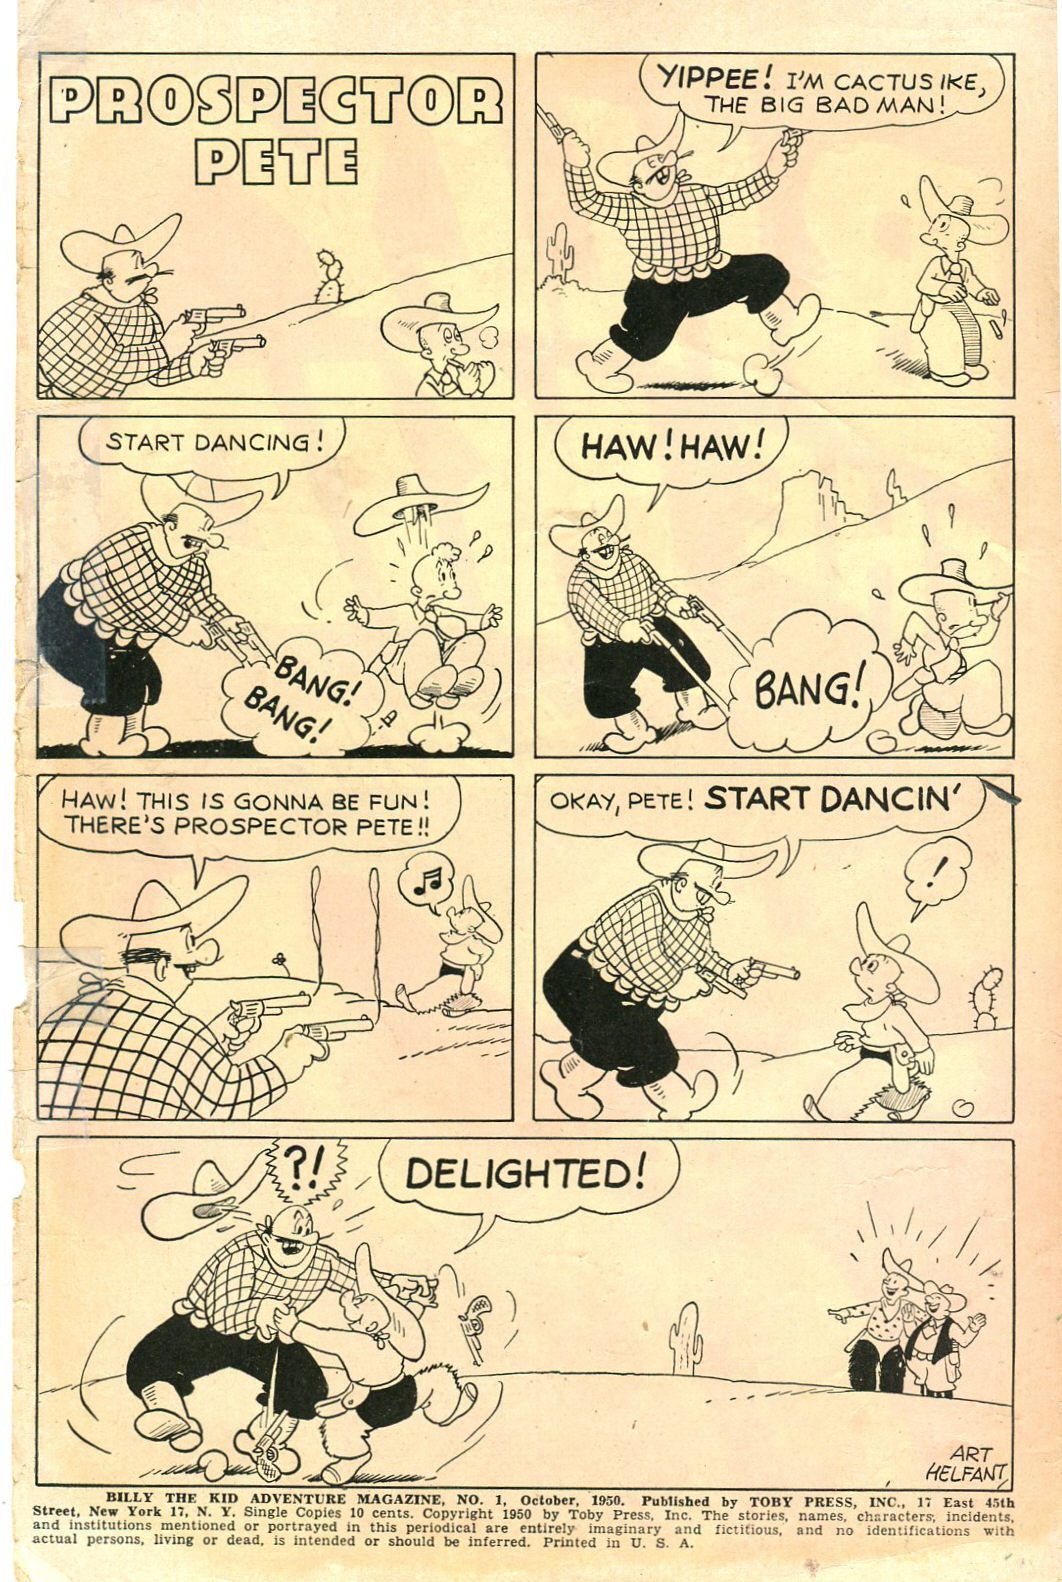 PROSPECTOR
PETE
YIPPEE! I'M CACTUS IKE,
THE BIG BAD MAN!
START DANCING!
BANG!
BANG!
HAW! HAW!
BANG!
HAW! THIS IS GONNA BE FUN!
THERE'S PROSPECTOR PETE!!
OKAY, PETE! START DANCIN'
!
?!
DELIGHTED!
ART
HELFANT
BILLY THE KID ADVENTURE MAGAZINE, NO. 1, October, 1950. Published by TOBY PRESS, INC., 17 East 45th
Street, New York 17, N. Y. Single Copies 10 cents. Copyright 1950 by Toby Press, Inc. The stories, names, characters, incidents,
and institutions mentioned or portrayed in this periodical are entirely imaginary and fictitious, and no identifications with
actual persons, living or dead, is intended or should be inferred. Printed in U. S. A.